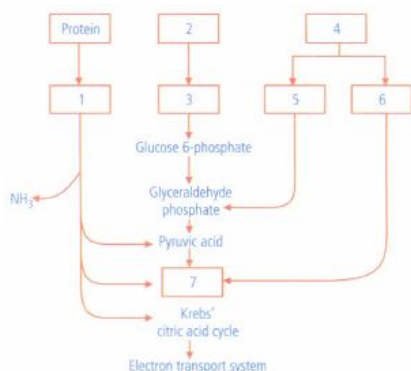 Protein
2
4
1
3
5
6
Glucose 6-phosphate
NH₃
Glyceraldehyde
phosphate
Pyruvic acid
7
Krebs'
citric acid cycle
Electron transport system